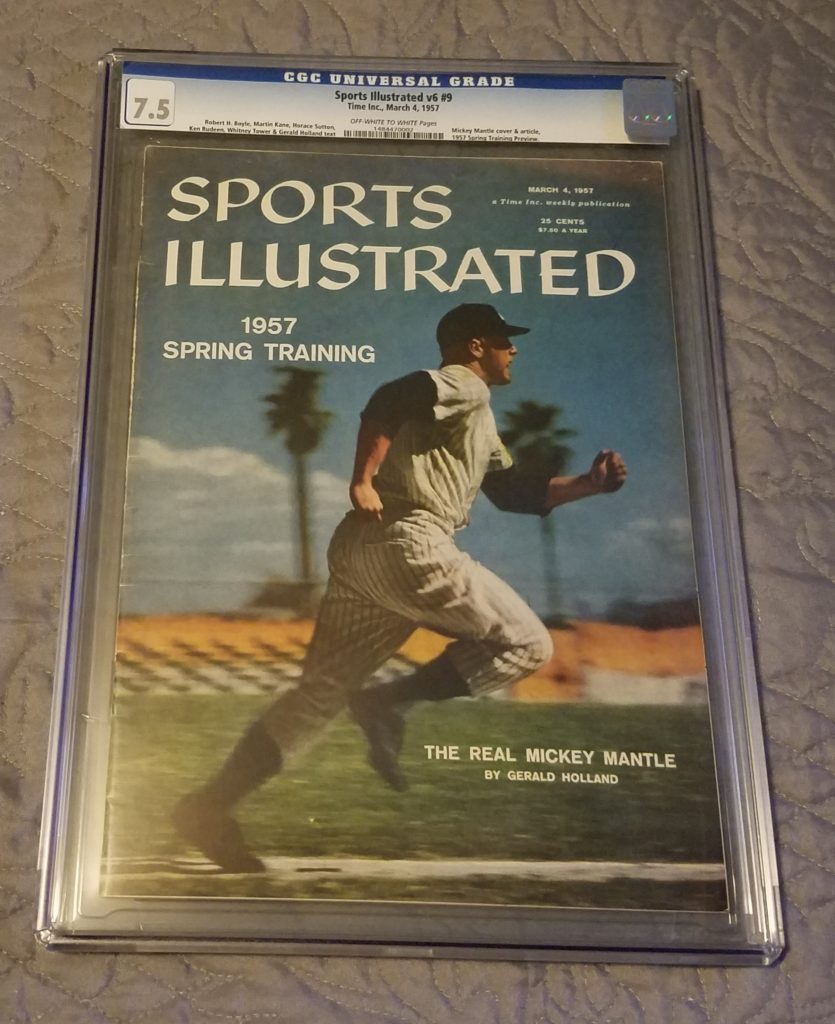 CGC UNIVERSAL GRADE
7.5
Sports Illustrated v6 #9
Time Inc., March 4, 1957
OFF-WHITE TO WHITE Pages
Robert H. Boyle, Martin Kane, Horace Sutton,
Ken Rudeen, Whitney Tower & Gerald Holland text
1484470002
Mickey Mantle cover & article,
1957 Spring Training Preview.
SPORTS
ILLUSTRATED
MARCH 4, 1957
a Time Inc. weekly publication
25 CENTS
$7.50 A YEAR
1957
SPRING TRAINING
THE REAL MICKEY MANTLE
BY GERALD HOLLAND